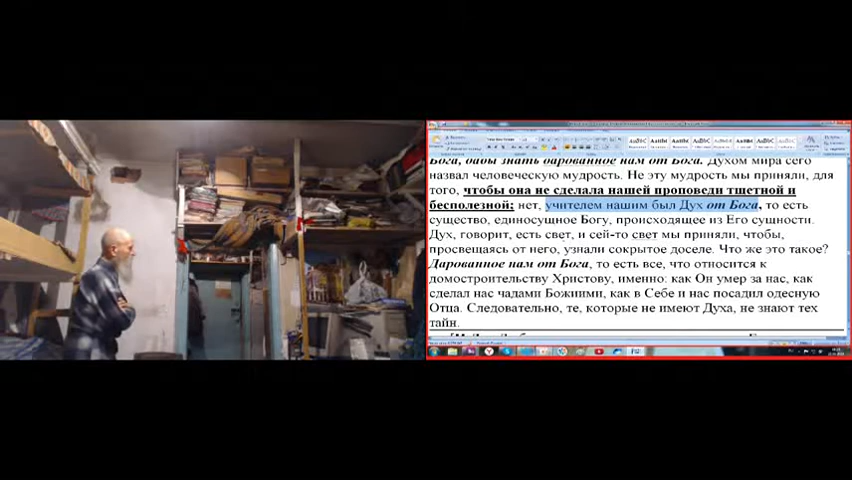 Бога, дабы знать дарованное нам от Бога. Духом мира сего
назвал человеческую мудрость. Не эту мудрость мы приняли, для
того, чтобы она не сделала нашей проповеди тщетной и
бесполезной; нет, учителем нашим был Дух от Бога, то есть
существо, единосущное Богу, происходящее из Его сущности.
Дух, говорит, есть свет, и сей-то свет мы приняли, чтобы,
просвещаясь от него, узнали сокрытое доселе. Что же это такое?
Дарованное нам от Бога, то есть все, что относится к
домостроительству Христову, именно: как Он умер за нас, как
сделал нас чадами Божиими, как в Себе и нас посадил одесную
Отца. Следовательно, те, которые не имеют Духа, не знают тех
тайн.